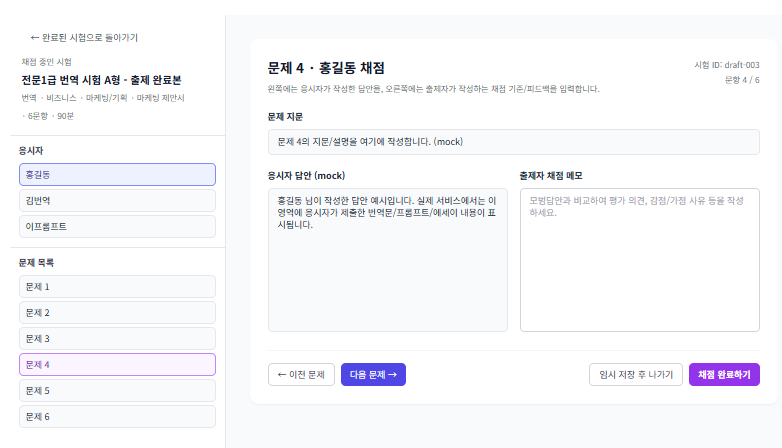 ← 완료된 시험으로 돌아가기
채점 중인 시험
전문1급 번역 시험 A형 - 출제 완료본
번역 · 비즈니스 · 마케팅/기획 · 마케팅 제안서
· 6문항 · 90분
응시자
홍길동
김번역
이프롬프트
문제 목록
문제 1
문제 2
문제 3
문제 4
문제 5
문제 6
문제 4 · 홍길동 채점
왼쪽에는 응시자가 작성한 답안을, 오른쪽에는 출제자가 작성하는 채점 기준/피드백을 입력합니다.
시험 ID: draft-003
문항 4 / 6
문제 지문
문제 4의 지문/설명을 여기에 작성합니다. (mock)
응시자 답안 (mock)
홍길동 님이 작성한 답안 예시입니다. 실제 서비스에서는 이
영역에 응시자가 제출한 번역문/프롬프트/에세이 내용이 표
시됩니다.
출제자 채점 메모
모범답안과 비교하여 평가 의견, 감점/가점 사유 등을 작성
하세요.
← 이전 문제
다음 문제 →
임시 저장 후 나가기
채점 완료하기